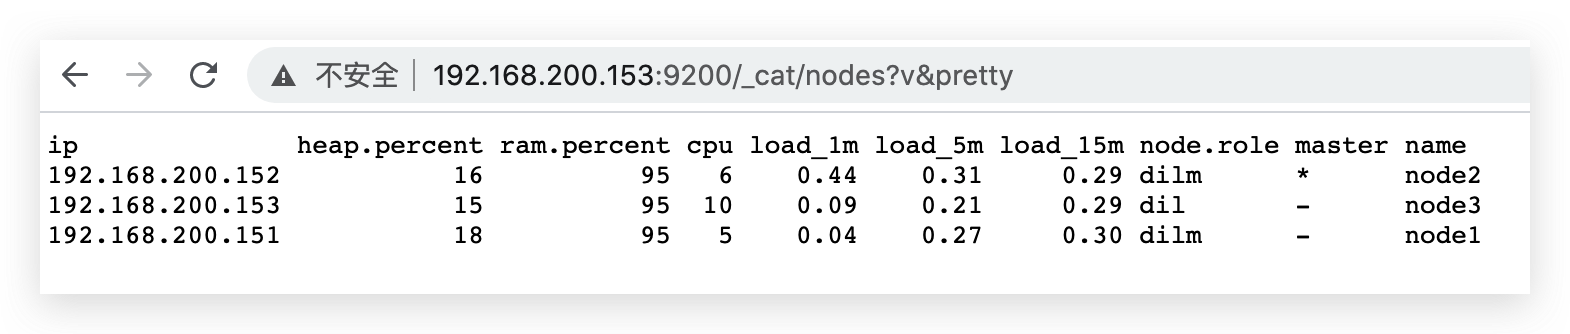 不安全 192.168.200.153:9200/_cat/nodes?v&pretty
ip heap.percent ram.percent cpu load_1m load_5m load_15m node.role master name
192.168.200.152 16 95 6 0.44 0.31 0.29 dilm * node2
192.168.200.153 15 95 10 0.09 0.21 0.29 dil - node3
192.168.200.151 18 95 5 0.04 0.27 0.30 dilm - node1